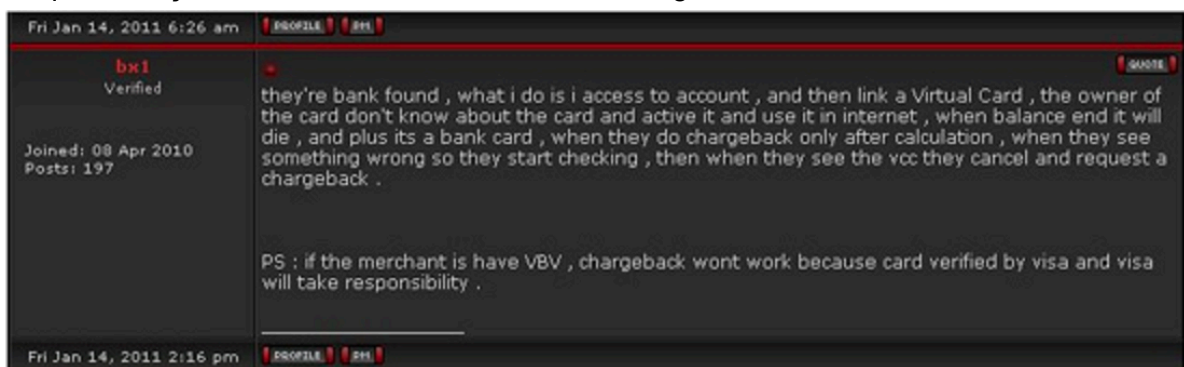 Fri Jan 14, 2011 6:26 am PROFILE PM
bx1
Verified
QUOTE
Joined: 08 Apr 2010
Posts: 197
they're bank found , what i do is i access to account , and then link a Virtual Card , the owner of
the card don't know about the card and active it and use it in internet , when balance end it will
die , and plus its a bank card , when they do chargeback only after calculation , when they see
something wrong so they start checking , then when they see the vcc they cancel and request a
chargeback .
PS : if the merchant is have VBV , chargeback wont work because card verified by visa and visa
will take responsibility .
Fri Jan 14, 2011 2:16 pm PROFILE PM